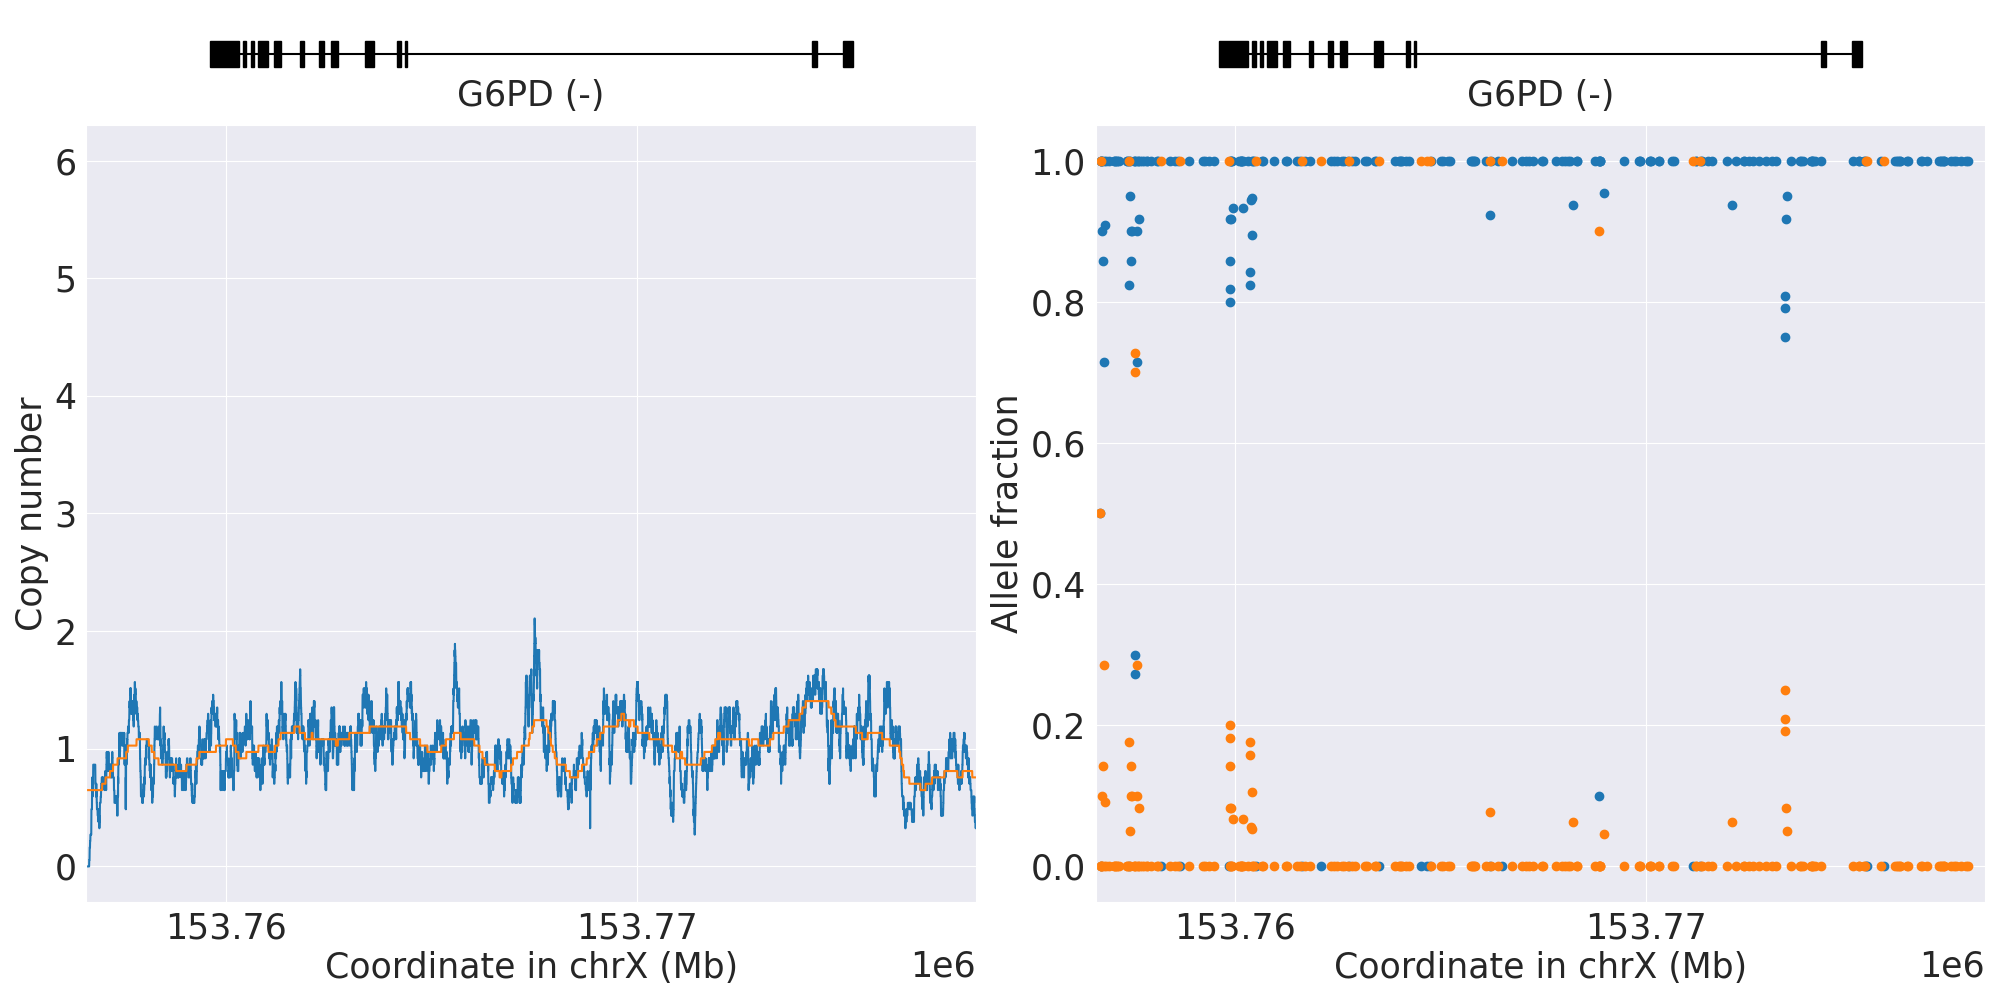 G6PD (-)
G6PD (-)
6
5
4
3
2
1
0
Copy number
153.76
153.77
Coordinate in chrX (Mb)
1e6
1.0
0.8
0.6
0.4
0.2
0.0
Allele fraction
153.76
153.77
Coordinate in chrX (Mb)
1e6